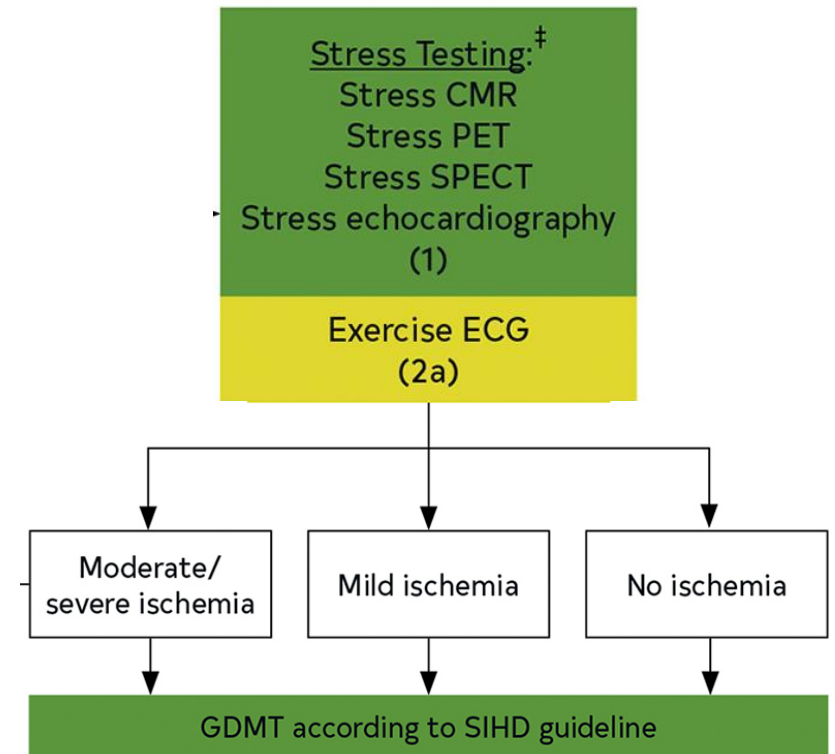 Stress Testing:‡
Stress CMR
Stress PET
Stress SPECT
Stress echocardiography
(1)
Exercise ECG
(2a)
Moderate/
severe ischemia
Mild ischemia
No ischemia
GDMT according to SIHD guideline